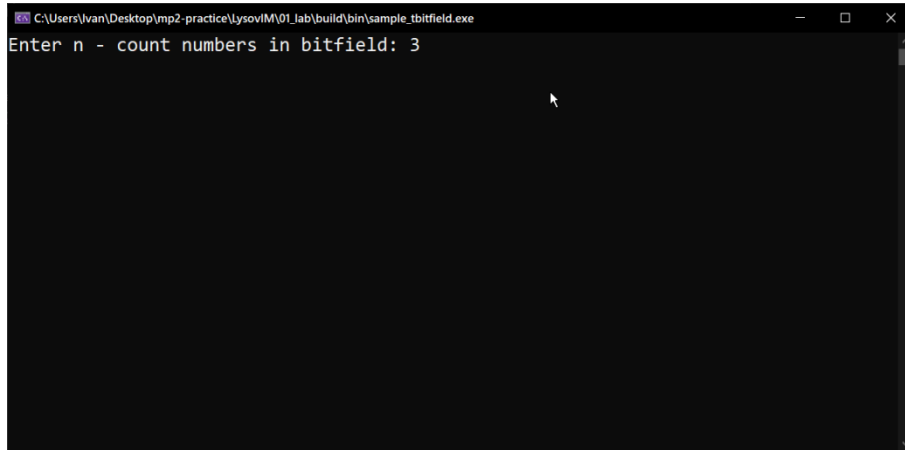 C:\Users\Ivan\Desktop\mp2-practice\LysovIM\01_lab\build\bin\sample_tbitfield.exe
Enter n - count numbers in bitfield: 3